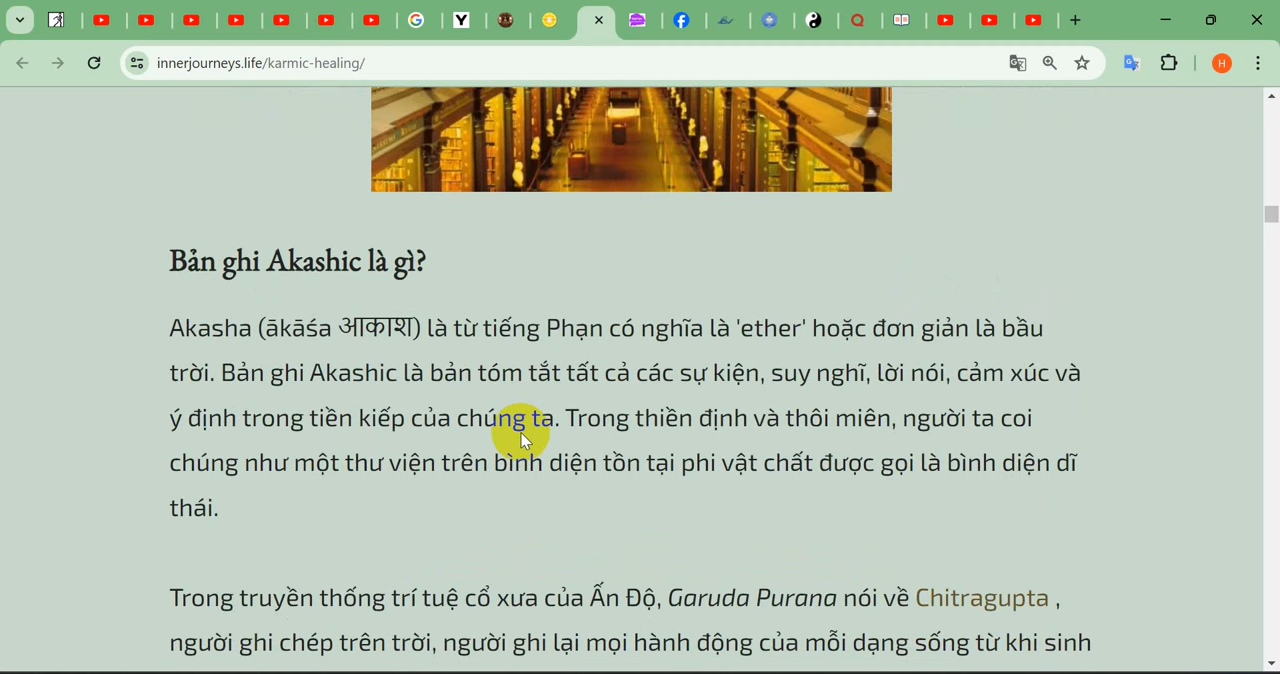 innerjourneys.life/karmic-healing/
H
Bản ghi Akashic là gì?
Akasha (ākāśa आकाश) là từ tiếng Phạn có nghĩa là 'ether' hoặc đơn giản là bầu
trời. Bản ghi Akashic là bản tóm tắt tất cả các sự kiện, suy nghĩ, lời nói, cảm xúc và
ý định trong tiền kiếp của chúng ta. Trong thiền định và thôi miên, người ta coi
chúng như một thư viện trên bình diện tồn tại phi vật chất được gọi là bình diện dĩ
thái.
Trong truyền thống trí tuệ cổ xưa của Ấn Độ, Garuda Purana nói về Chitragupta ,
người ghi chép trên trời, người ghi lại mọi hành động của mỗi dạng sống từ khi sinh